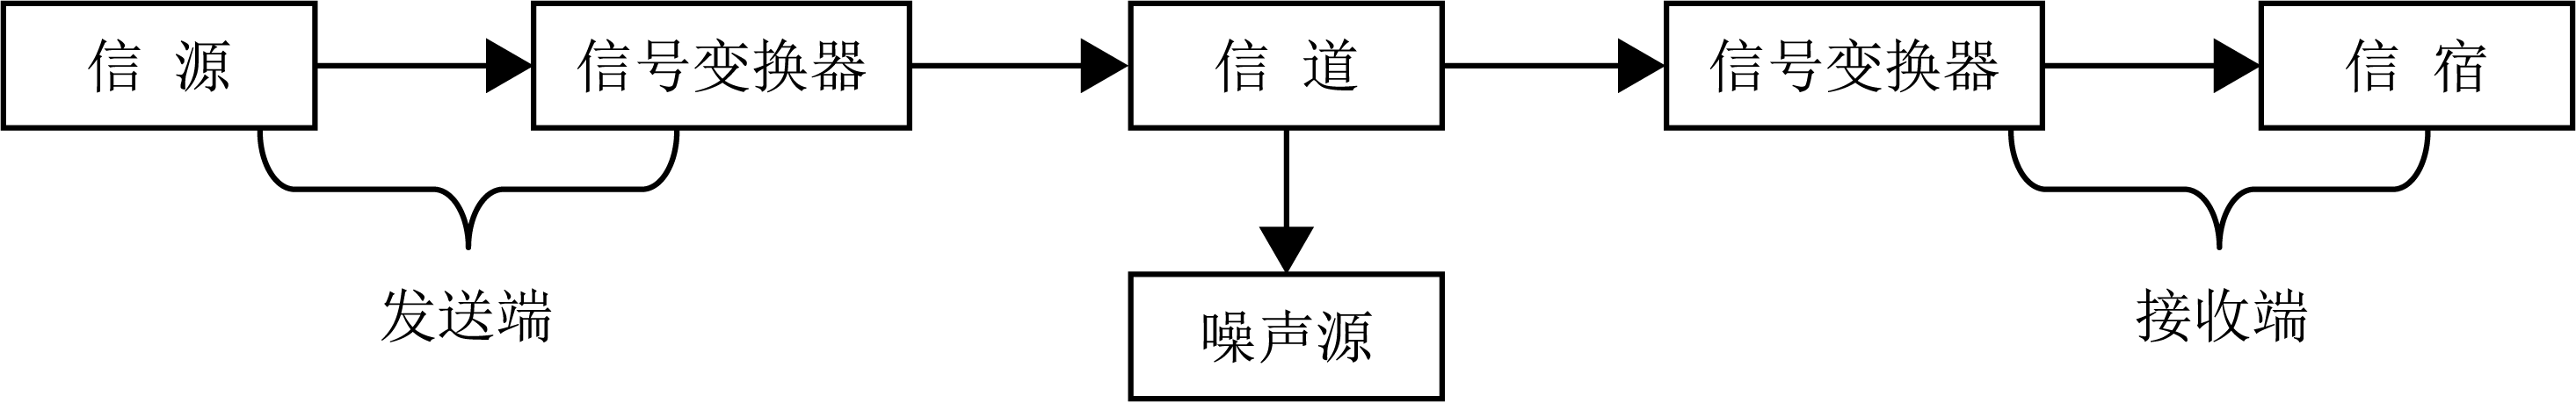 信 源
信号变换器
信 道
信号变换器
信 宿
发送端
噪声源
接收端